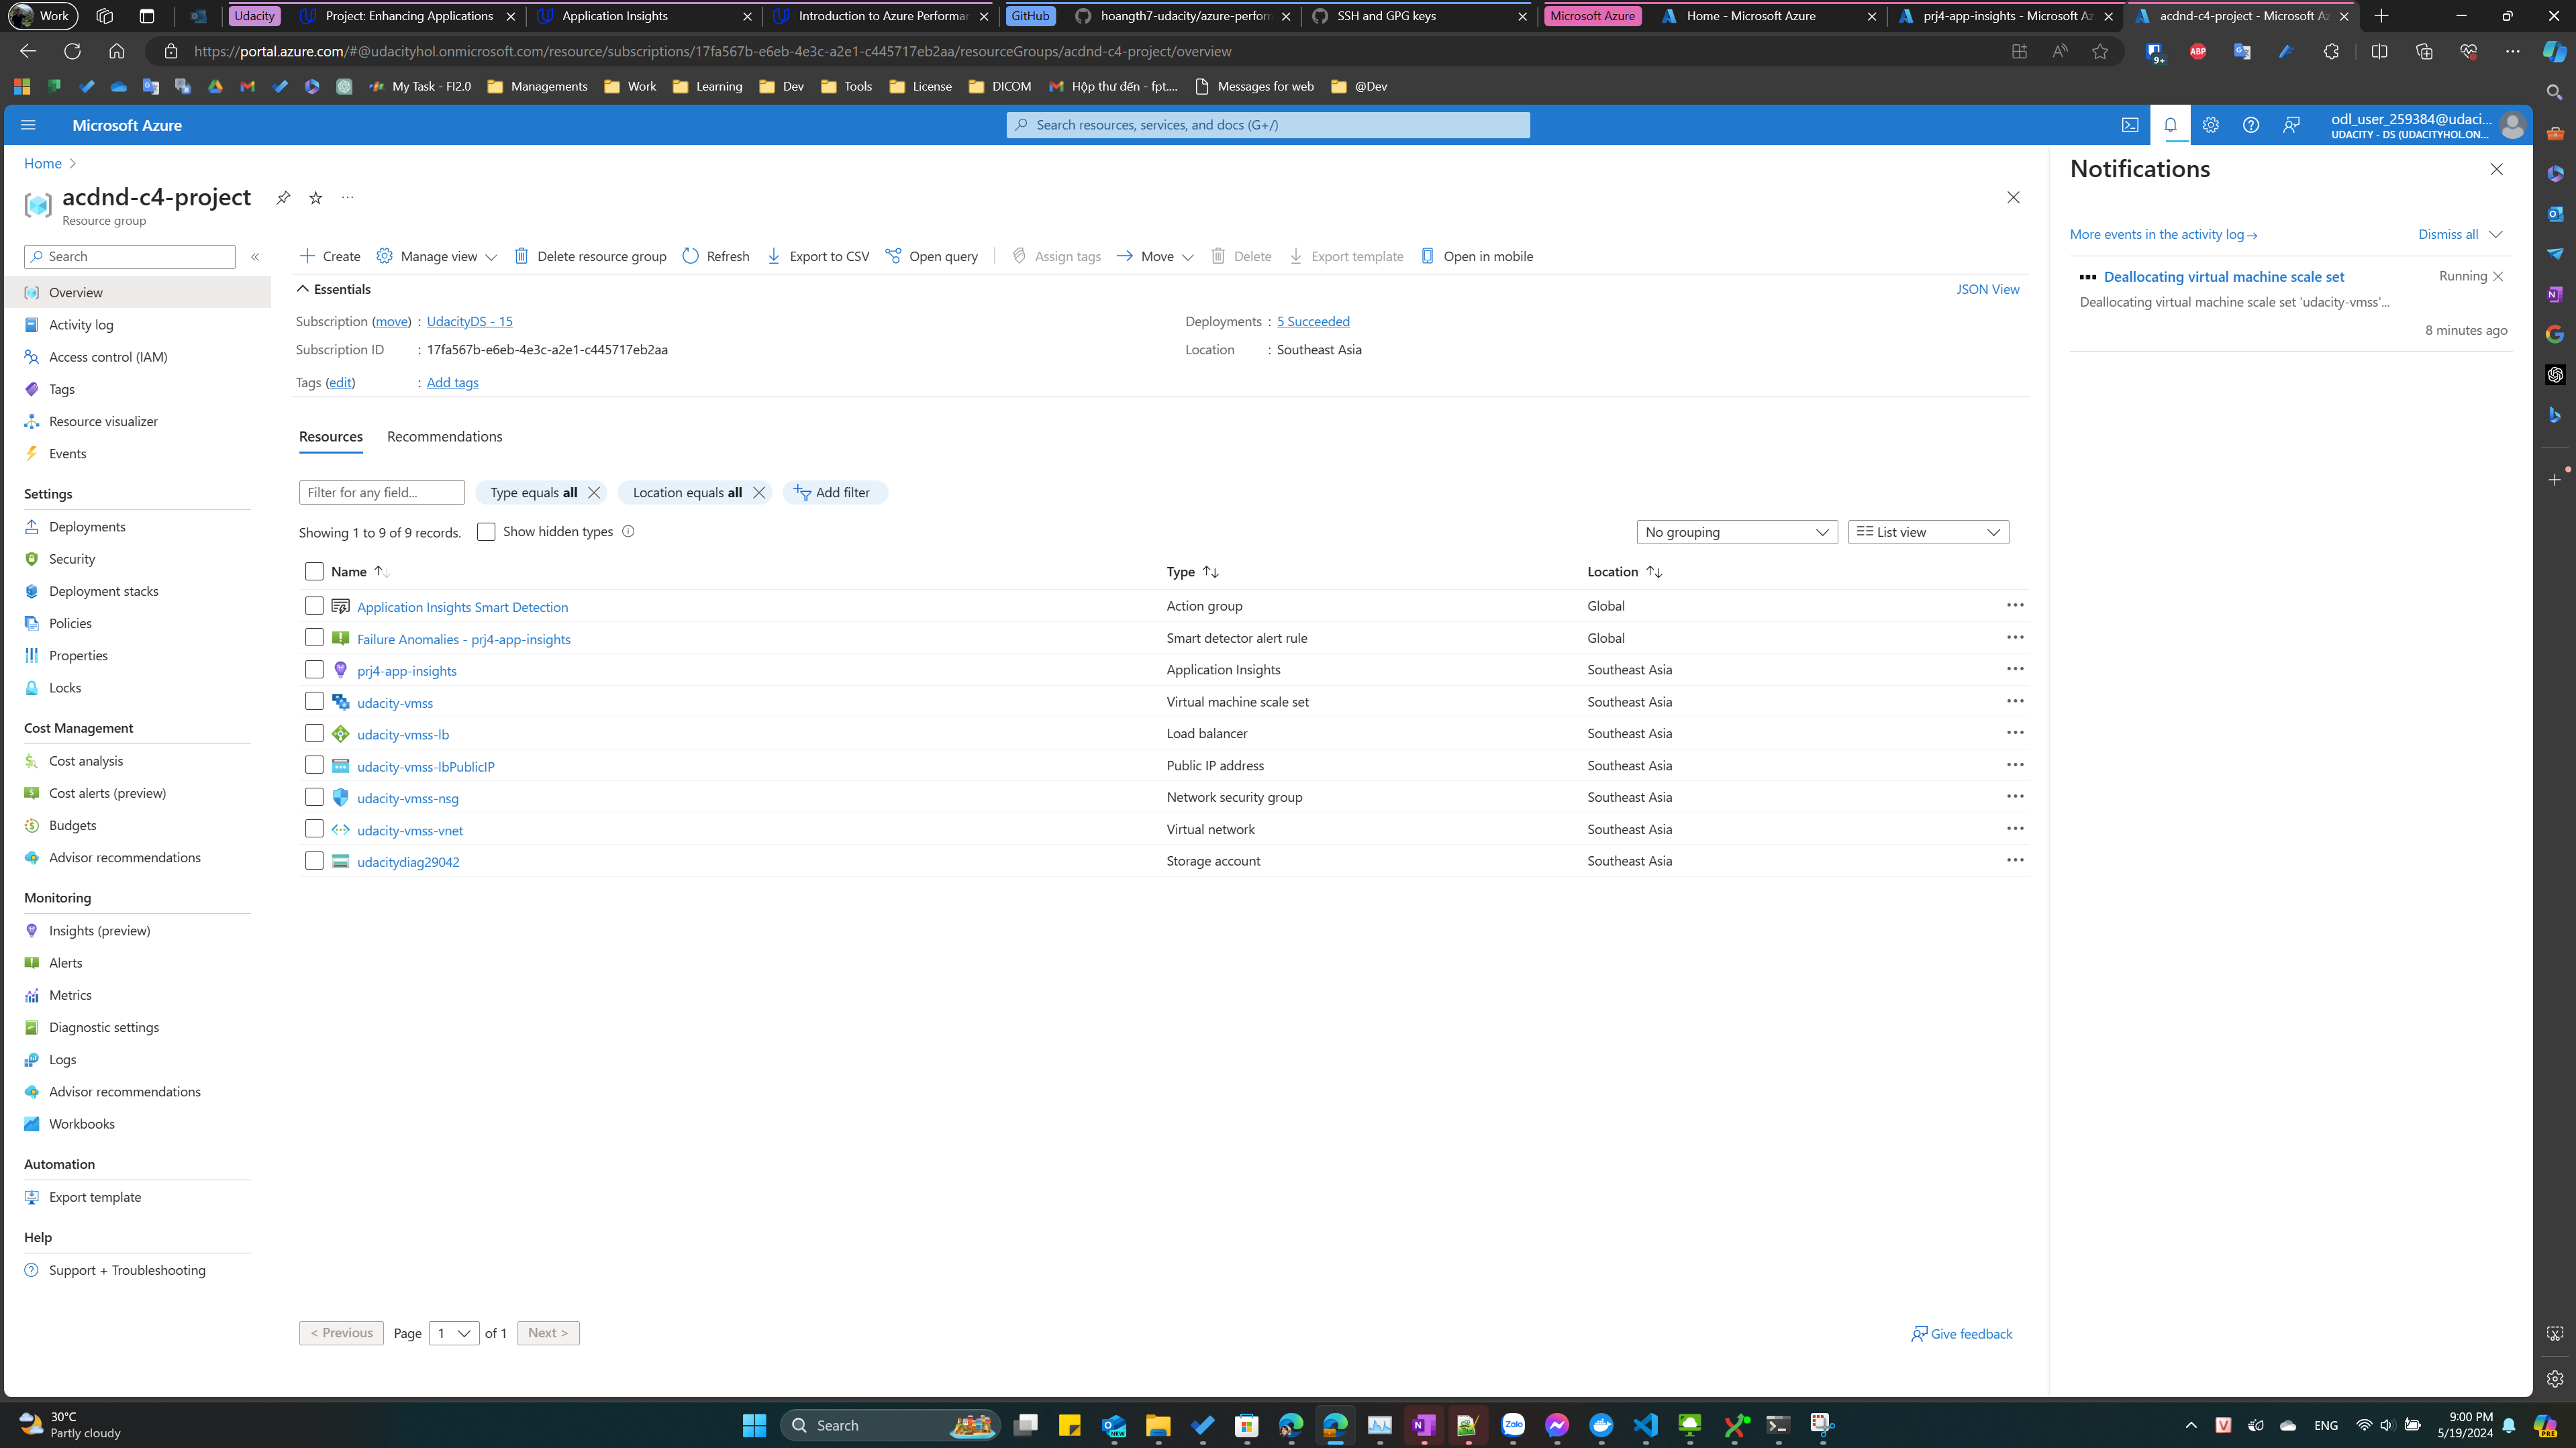 Work
Udacity
Project: Enhancing Applications
Application Insights
Introduction to Azure Performan
GitHub
hoangth7-udacity/azure-perform
SSH and GPG keys
Microsoft Azure
Home - Microsoft Azure
prj4-app-insights - Microsoft Az
acdnd-c4-project - Microsoft Az
https://portal.azure.com/#@udacityhol.onmicrosoft.com/resource/subscriptions/17fa567b-e6eb-4e3c-a2e1-c445717eb2aa/resourceGroups/acdnd-c4-project/overview
9+
ABP
My Task - FI2.0
Managements
Work
Learning
Dev
Tools
License
DICOM
Hộp thư đến - fpt....
Messages for web
@Dev
Microsoft Azure
Search resources, services, and docs (G+/)
odl_user_259384@udaci...
UDACITY - DS (UDACITYHOL.ON...
Home
acdnd-c4-project
Resource group
Search
Overview
Activity log
Access control (IAM)
Tags
Resource visualizer
Events
Settings
Deployments
Security
Deployment stacks
Policies
Properties
Locks
Cost Management
Cost analysis
Cost alerts (preview)
Budgets
Advisor recommendations
Monitoring
Insights (preview)
Alerts
Metrics
Diagnostic settings
Logs
Advisor recommendations
Workbooks
Automation
Export template
Help
Support + Troubleshooting
Create
Manage view
Delete resource group
Refresh
Export to CSV
Open query
Assign tags
Move
Delete
Export template
Open in mobile
Essentials
JSON View
Subscription (move) : UdacityDS - 15
Deployments : 5 Succeeded
Subscription ID : 17fa567b-e6eb-4e3c-a2e1-c445717eb2aa
Location : Southeast Asia
Tags (edit) : Add tags
Resources
Recommendations
Filter for any field...
Type equals all
Location equals all
Add filter
Showing 1 to 9 of 9 records.
Show hidden types
No grouping
List view
Name Type Location
Application Insights Smart Detection Action group Global
Failure Anomalies - prj4-app-insights Smart detector alert rule Global
prj4-app-insights Application Insights Southeast Asia
udacity-vmss Virtual machine scale set Southeast Asia
udacity-vmss-lb Load balancer Southeast Asia
udacity-vmss-lbPublicIP Public IP address Southeast Asia
udacity-vmss-nsg Network security group Southeast Asia
udacity-vmss-vnet Virtual network Southeast Asia
udacitydiag29042 Storage account Southeast Asia
< Previous
Page 1 of 1
Next >
Give feedback
Notifications
More events in the activity log
Dismiss all
Deallocating virtual machine scale set
Running
Deallocating virtual machine scale set 'udacity-vmss'...
8 minutes ago
30°C
Partly cloudy
Search
NEW
Zalo
ENG
9:00 PM
5/19/2024
PRE